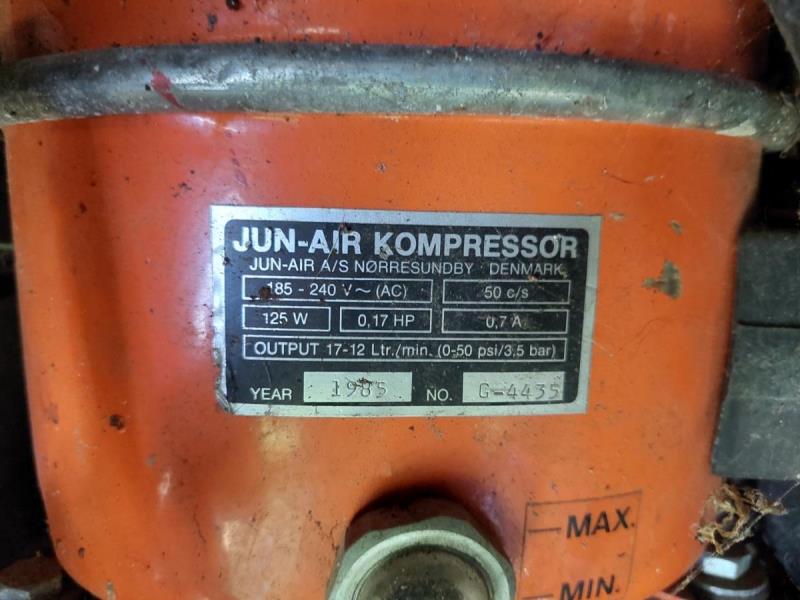 JUN-AIR KOMPRESSOR
JUN-AIR A/S NØRRESUNDBY DENMARK
185 - 240 V ~ (AC) 50 c/s
125 W 0,17 HP 0,7 A
OUTPUT 17-12 Ltr./min. (0-50 psi/3.5 bar)
YEAR 1985 NO. G-4435
MAX.
MIN.